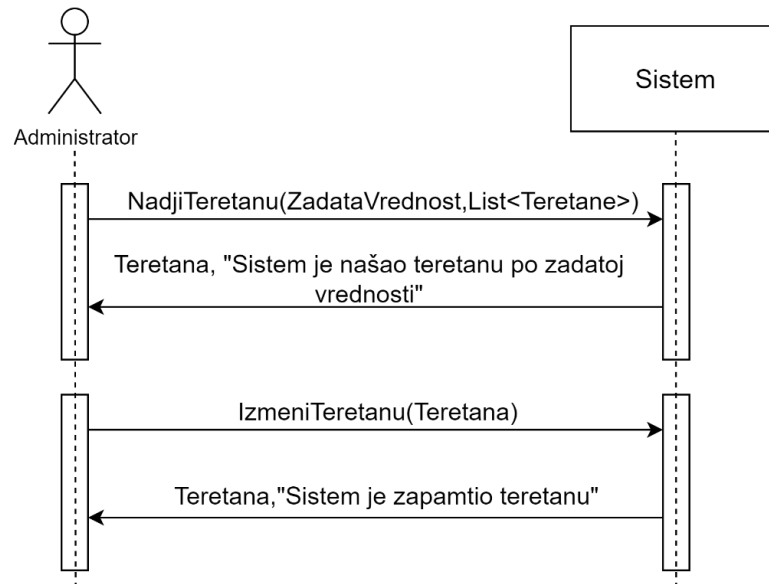 Sistem
Administrator
NadjiTeretanu(ZadataVrednost,List<Teretane>)
Teretana, "Sistem je našao teretanu po zadatoj
vrednosti"
IzmeniTeretanu(Teretana)
Teretana,"Sistem je zapamtio teretanu"